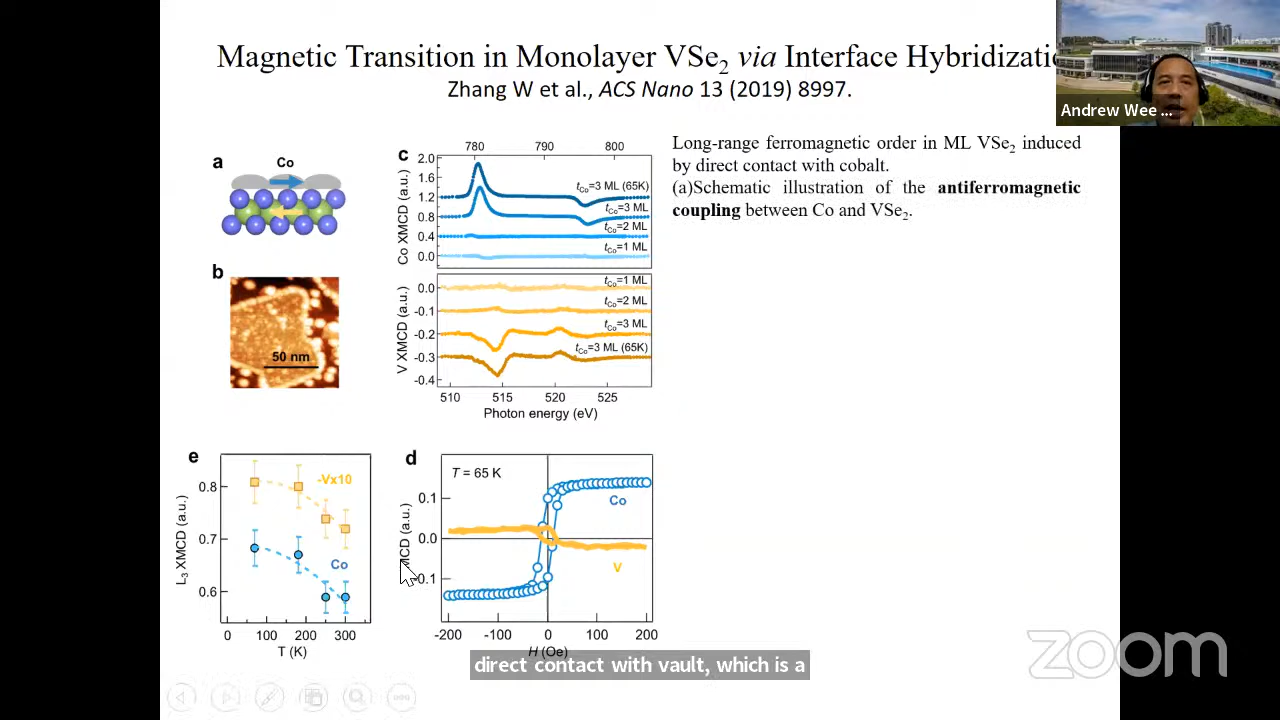 Magnetic Transition in Monolayer VSe2 via Interface Hybridizatio
Zhang W et al., ACS Nano 13 (2019) 8997.
Andrew Wee ...
a
Co
b
50 nm
c
780 790 800
2.0
1.6
1.2
0.8
0.4
0.0
Co XMCD (a.u.)
tCo=3 ML (65K)
tCo=3 ML
tCo=2 ML
tCo=1 ML
0.0
-0.1
-0.2
-0.3
-0.4
V XMCD (a.u.)
tCo=1 ML
tCo=2 ML
tCo=3 ML
tCo=3 ML (65K)
510 515 520 525
Photon energy (eV)
Long-range ferromagnetic order in ML VSe2 induced
by direct contact with cobalt.
(a)Schematic illustration of the antiferromagnetic
coupling between Co and VSe2.
e
0.8
0.7
0.6
L3 XMCD (a.u.)
-Vx10
Co
0 100 200 300
T (K)
d
T = 65 K
0.1
0.0
-0.1
MCD (a.u.)
Co
V
-200 -100 0 100 200
H (Oe)
direct contact with vault, which is a
zoom